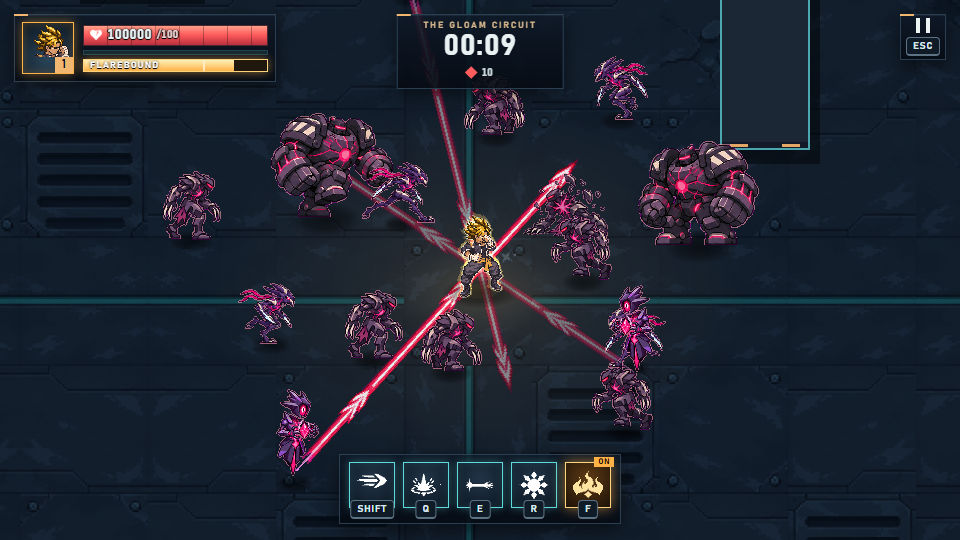 100000 /100
1
FLAREBOUND
THE GLOAM CIRCUIT
00:09
10
ESC
ON
SHIFT
Q
E
R
F